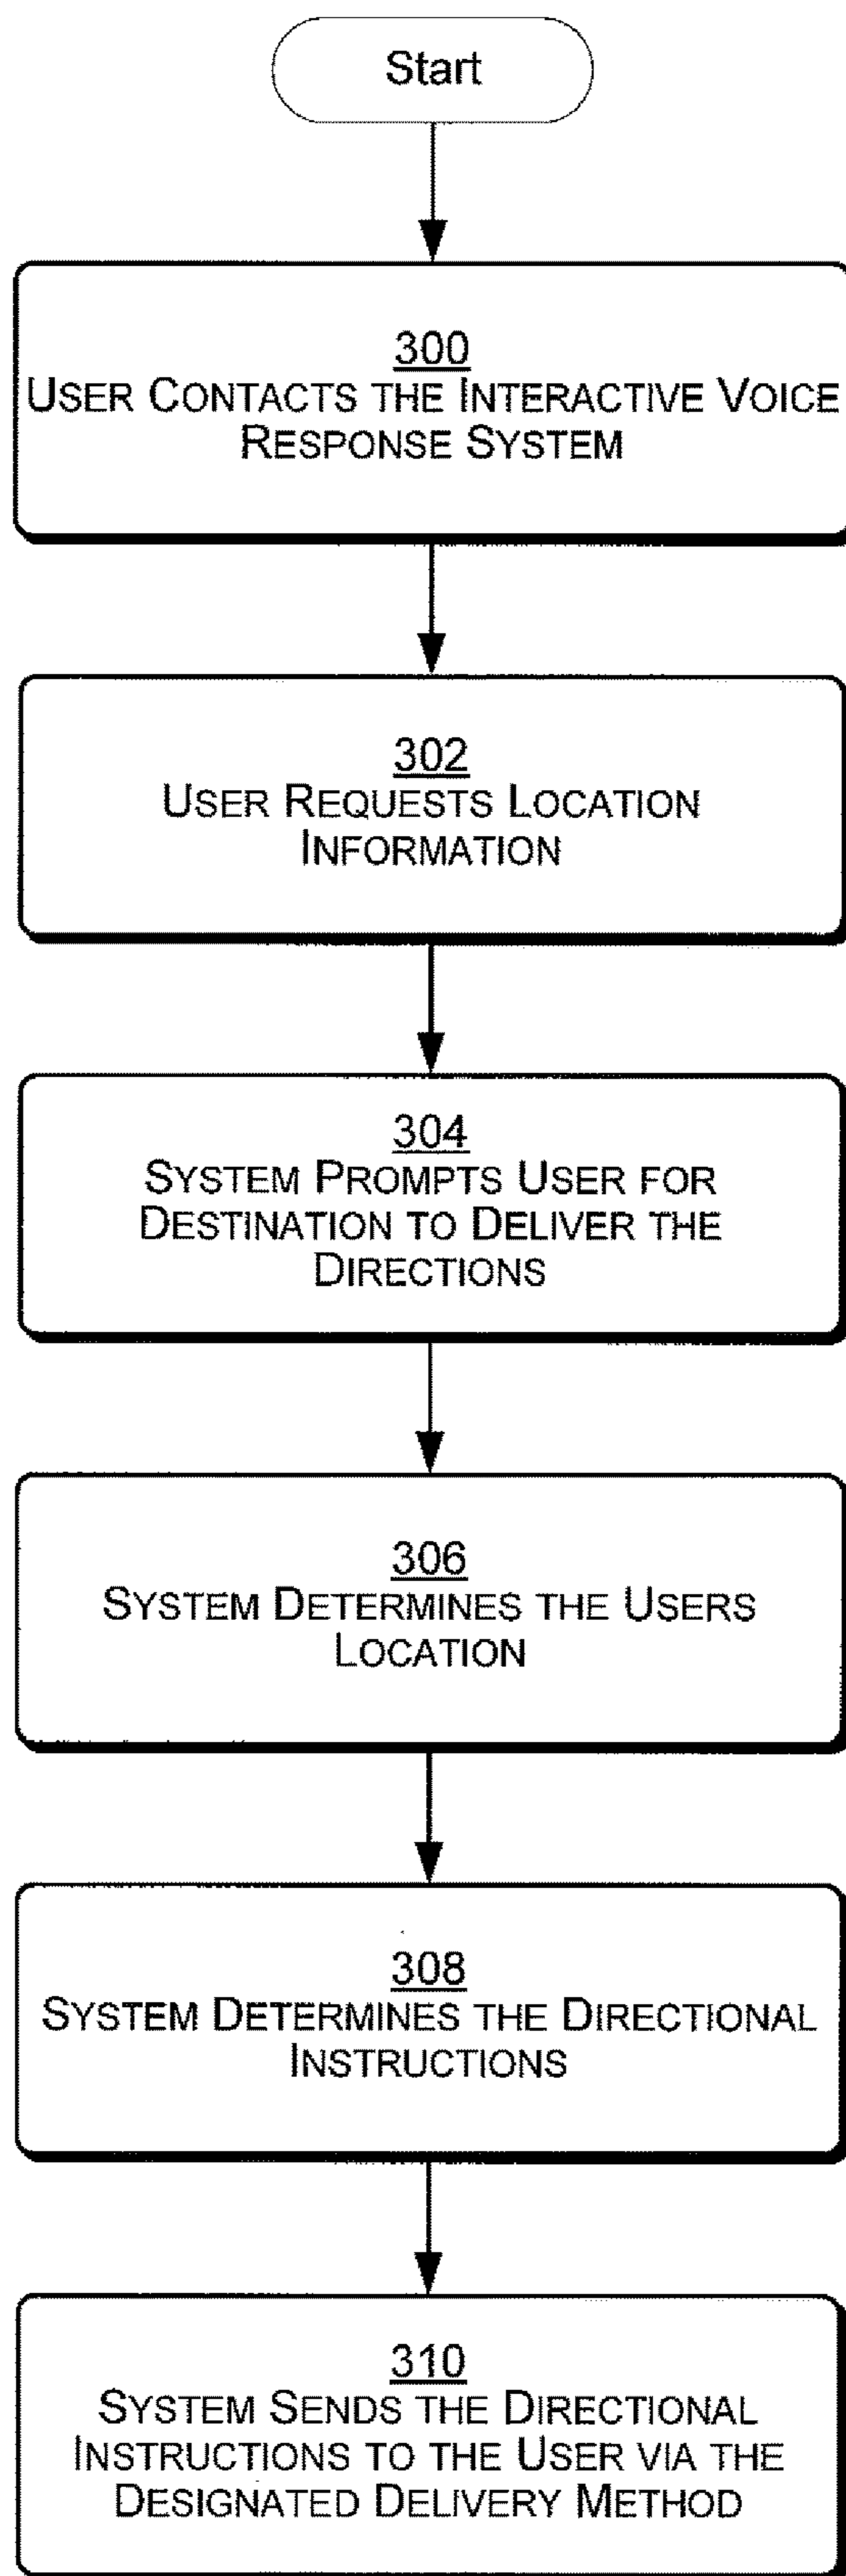 Start
300
USER CONTACTS THE INTERACTIVE VOICE
RESPONSE SYSTEM
302
USER REQUESTS LOCATION
INFORMATION
304
SYSTEM PROMPTS USER FOR
DESTINATION TO DELIVER THE
DIRECTIONS
306
SYSTEM DETERMINES THE USERS
LOCATION
308
SYSTEM DETERMINES THE DIRECTIONAL
INSTRUCTIONS
310
SYSTEM SENDS THE DIRECTIONAL
INSTRUCTIONS TO THE USER VIA THE
DESIGNATED DELIVERY METHOD